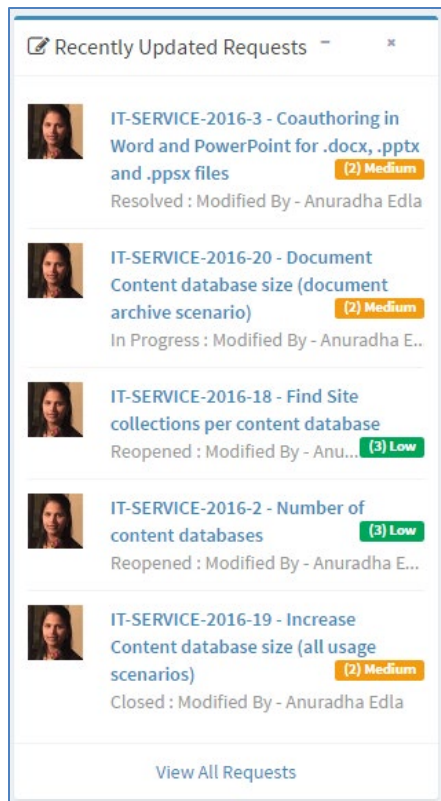 Recently Updated Requests
IT-SERVICE-2016-3 - Coauthoring in
Word and PowerPoint for .docx, .pptx
and .ppsx files (2) Medium
Resolved : Modified By - Anuradha Edla
IT-SERVICE-2016-20 - Document
Content database size (document
archive scenario) (2) Medium
In Progress : Modified By - Anuradha E..
IT-SERVICE-2016-18 - Find Site
collections per content database
Reopened : Modified By - Anu... (3) Low
IT-SERVICE-2016-2 - Number of
content databases (3) Low
Reopened : Modified By - Anuradha E...
IT-SERVICE-2016-19 - Increase
Content database size (all usage
scenarios) (2) Medium
Closed : Modified By - Anuradha Edla
View All Requests